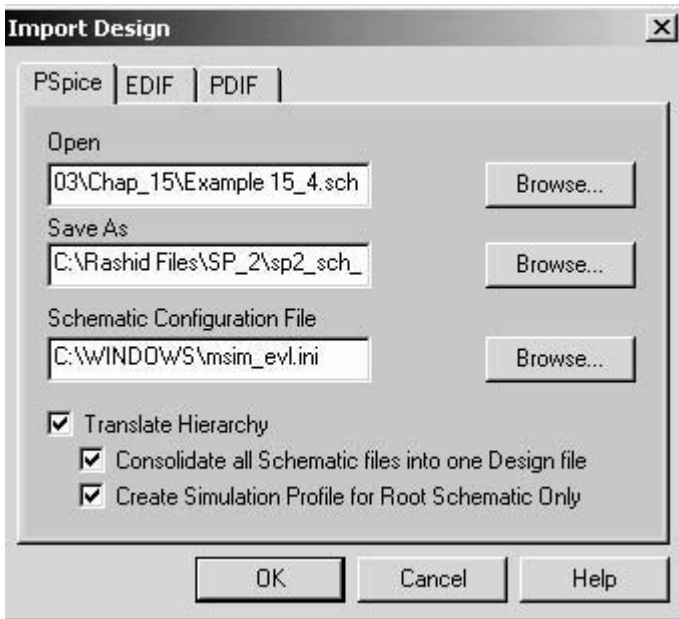 Import Design
PSpice EDIF PDIF
Open
03\Chap_15\Example 15_4.sch Browse...
Save As
C:\Rashid Files\SP_2\sp2_sch_ Browse...
Schematic Configuration File
C:\WINDOWS\msim_evl.ini Browse...
Translate Hierarchy
Consolidate all Schematic files into one Design file
Create Simulation Profile for Root Schematic Only
OK Cancel Help